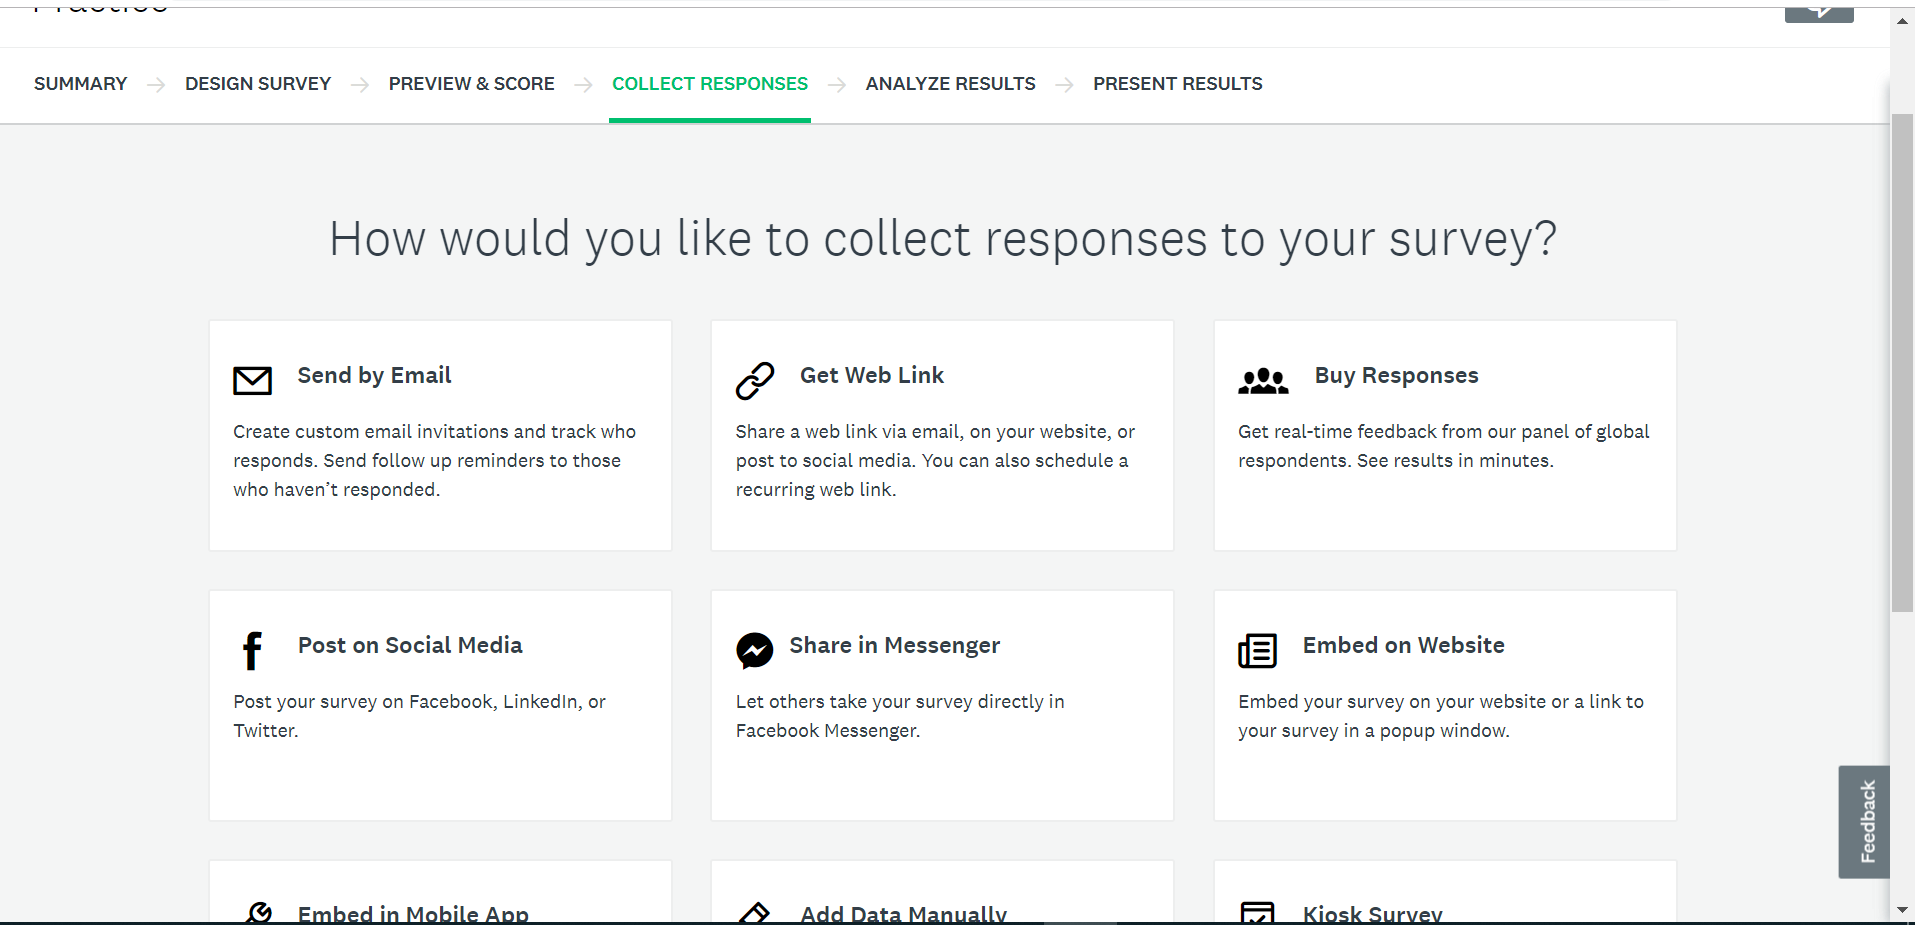 SUMMARY
DESIGN SURVEY
PREVIEW & SCORE
COLLECT RESPONSES
ANALYZE RESULTS
PRESENT RESULTS
How would you like to collect responses to your survey?
Send by Email
Create custom email invitations and track who
responds. Send follow up reminders to those
who haven’t responded.
Get Web Link
Share a web link via email, on your website, or
post to social media. You can also schedule a
recurring web link.
Buy Responses
Get real-time feedback from our panel of global
respondents. See results in minutes.
Post on Social Media
Post your survey on Facebook, LinkedIn, or
Twitter.
Share in Messenger
Let others take your survey directly in
Facebook Messenger.
Embed on Website
Embed your survey on your website or a link to
your survey in a popup window.
Feedback
Embed in Mobile App
Add Data Manually
Kiosk Survey